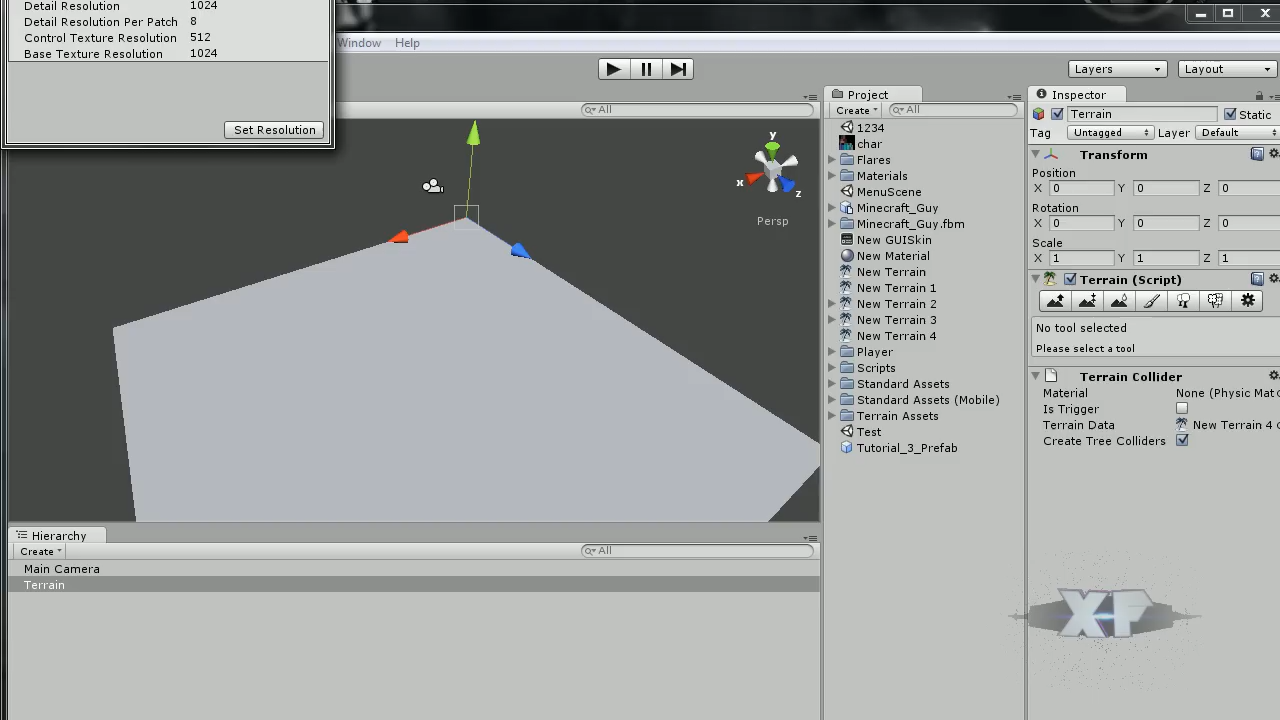 Detail Resolution 1024
Detail Resolution Per Patch 8
Control Texture Resolution 512
Base Texture Resolution 1024
Set Resolution
Window Help
Layers Layout
All
y
x
z
Persp
Hierarchy
Create All
Main Camera
Terrain
Project
Create All
1234
char
Flares
Materials
MenuScene
Minecraft_Guy
Minecraft_Guy.fbm
New GUISkin
New Material
New Terrain
New Terrain 1
New Terrain 2
New Terrain 3
New Terrain 4
Player
Scripts
Standard Assets
Standard Assets (Mobile)
Terrain Assets
Test
Tutorial_3_Prefab
Inspector
Terrain Static
Tag Untagged Layer Default
Transform
Position
X 0 Y 0 Z 0
Rotation
X 0 Y 0 Z 0
Scale
X 1 Y 1 Z 1
Terrain (Script)
No tool selected
Please select a tool
Terrain Collider
Material None (Physic Mat
Is Trigger
Terrain Data New Terrain 4
Create Tree Colliders
XP